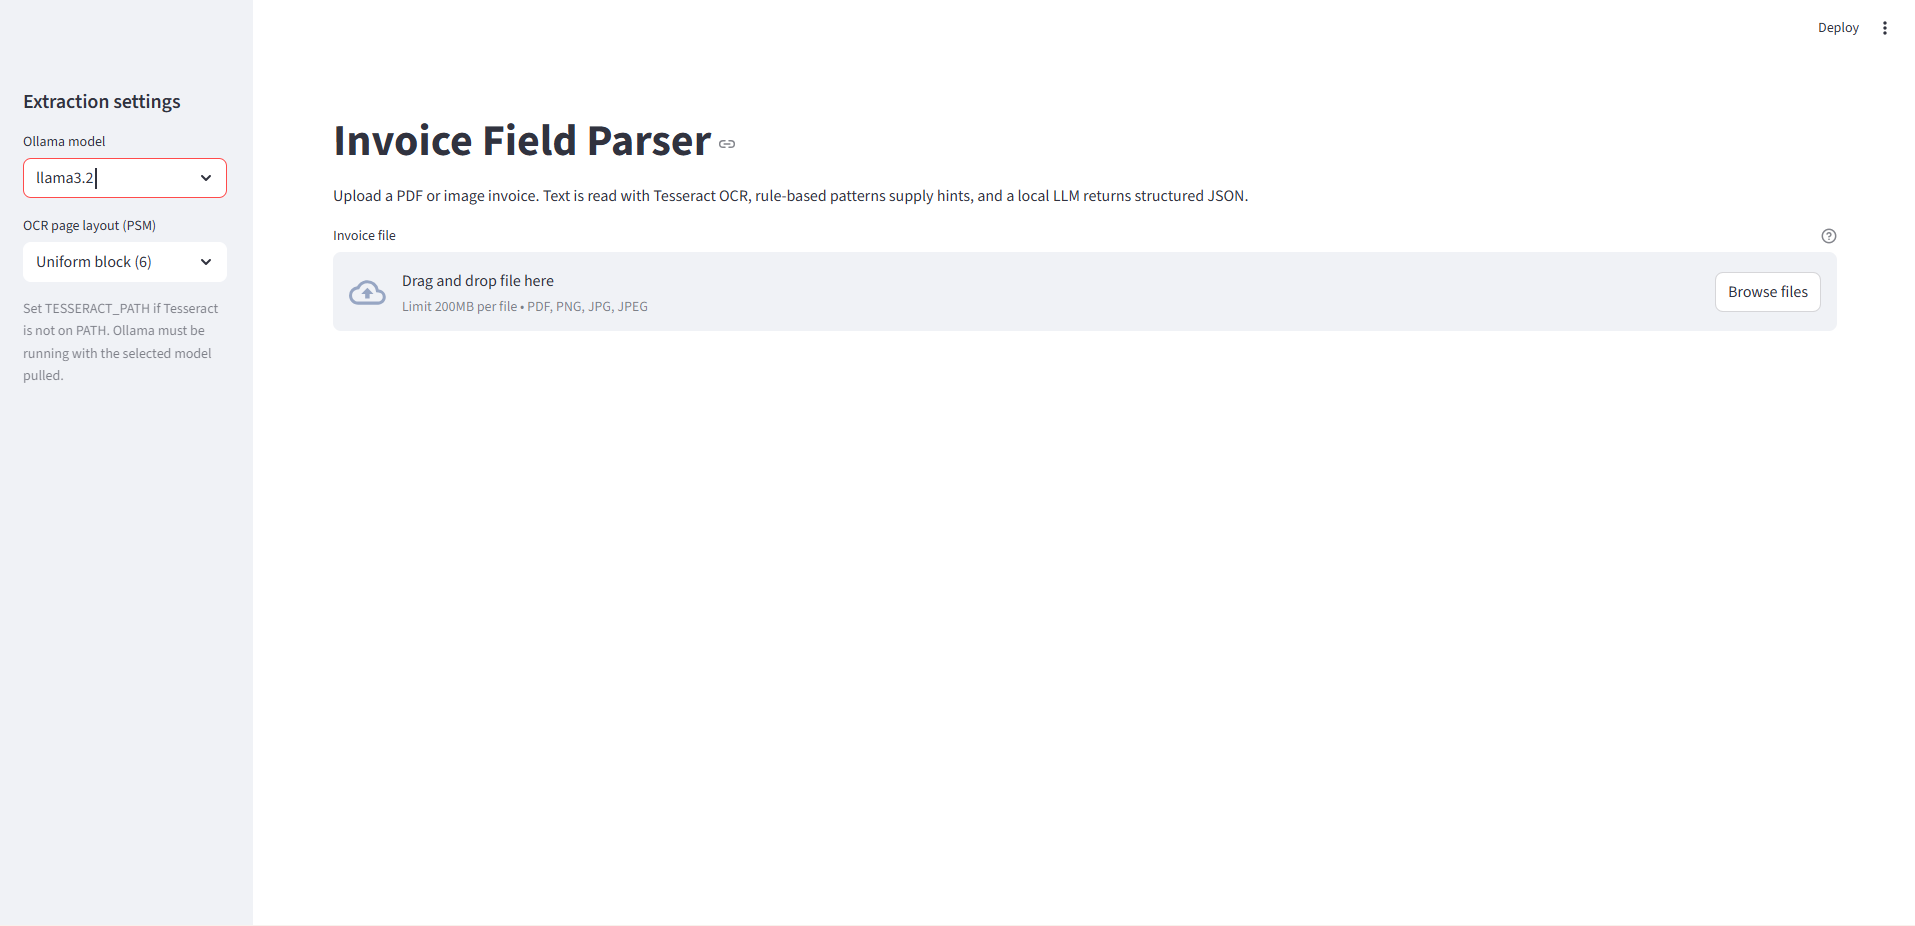 Deploy
Extraction settings
Ollama model
llama3.2
OCR page layout (PSM)
Uniform block (6)
Set TESSERACT_PATH if Tesseract
is not on PATH. Ollama must be
running with the selected model
pulled.
Invoice Field Parser
Upload a PDF or image invoice. Text is read with Tesseract OCR, rule-based patterns supply hints, and a local LLM returns structured JSON.
Invoice file
Drag and drop file here
Limit 200MB per file • PDF, PNG, JPG, JPEG
Browse files